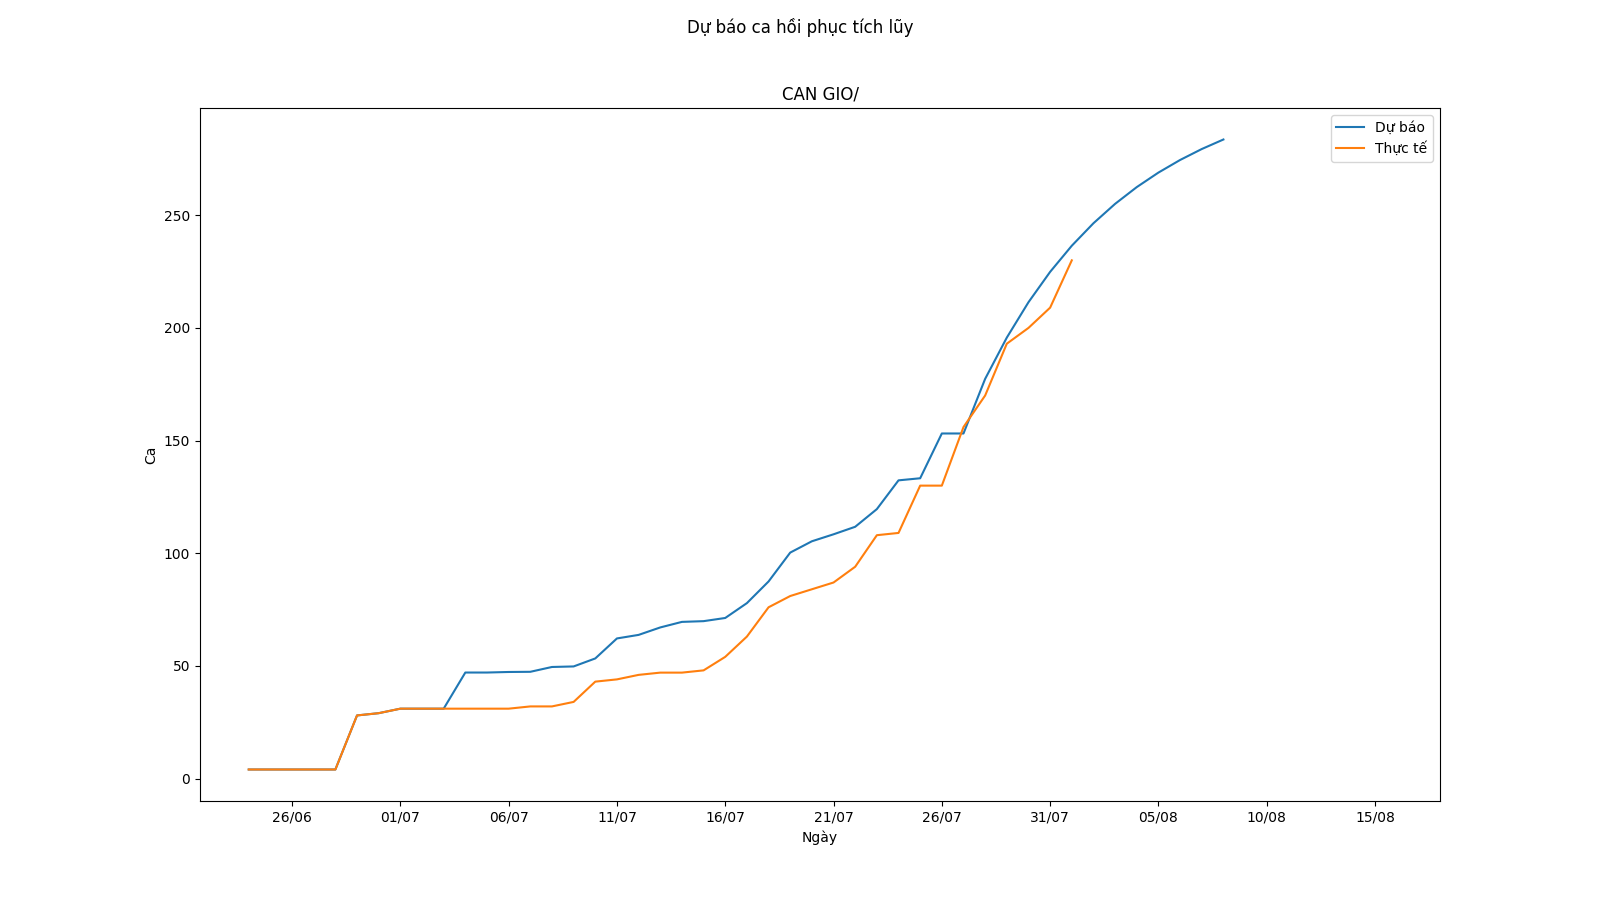 Dự báo ca hồi phục tích lũy
CAN GIO/
Dự báo
Thực tế
Ca
250
200
150
100
50
0
26/06 01/07 06/07 11/07 16/07 21/07 26/07 31/07 05/08 10/08 15/08
Ngày